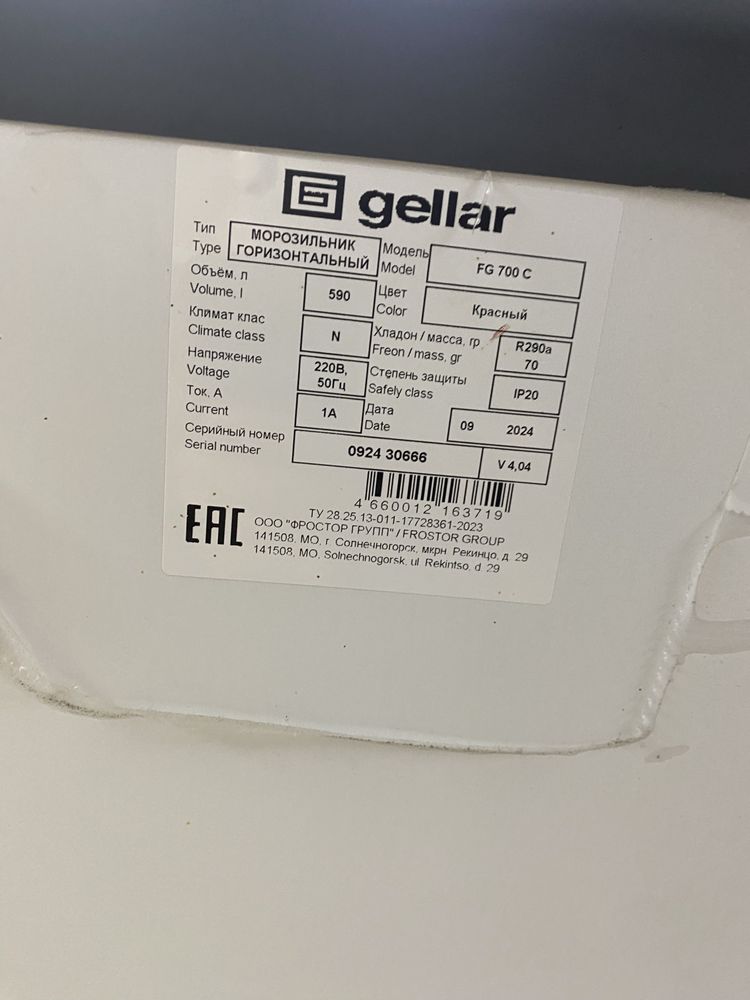 gellar
Тип МОРОЗИЛЬНИК Модель
Type ГОРИЗОНТАЛЬНЫЙ Model FG 700 C
Объём, л Цвет
Volume, l 590 Color Красный
Климат клас Хладон / масса, гр R290a
Climate class N Freon / mass, gr 70
Напряжение 220В, Степень защиты
Voltage 50Гц Safely class IP20
Ток, А Дата
Current 1А Date 09 2024
Серийный номер
Serial number 0924 30666 V 4,04
4 660012 163719
EAC
ТУ 28.25.13-011-17728361-2023
ООО "ФРОСТОР ГРУПП" / FROSTOR GROUP
141508, МО, г. Солнечногорск, мкрн. Рекинцо, д. 29
141508, MO, Solnechnogorsk, ul. Rekintso, d. 29